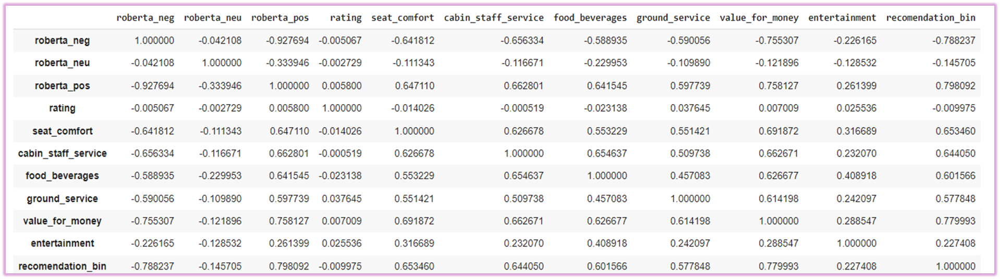 roberta_neg roberta_neu roberta_pos rating seat_comfort cabin_staff_service food_beverages ground_service value_for_money entertainment recomendation_bin
roberta_neg 1.000000 -0.042108 -0.927694 -0.005067 -0.641812 -0.656334 -0.588935 -0.590056 -0.755307 -0.226165 -0.788237
roberta_neu -0.042108 1.000000 -0.333946 -0.002729 -0.111343 -0.116671 -0.229953 -0.109890 -0.121896 -0.128532 -0.145705
roberta_pos -0.927694 -0.333946 1.000000 0.005800 0.647110 0.662801 0.641545 0.597739 0.758127 0.261399 0.798092
rating -0.005067 -0.002729 0.005800 1.000000 -0.014026 -0.000519 -0.023138 0.037645 0.007009 0.025536 -0.009975
seat_comfort -0.641812 -0.111343 0.647110 -0.014026 1.000000 0.626678 0.553229 0.551421 0.691872 0.316689 0.653460
cabin_staff_service -0.656334 -0.116671 0.662801 -0.000519 0.626678 1.000000 0.654637 0.509738 0.662671 0.232070 0.644050
food_beverages -0.588935 -0.229953 0.641545 -0.023138 0.553229 0.654637 1.000000 0.457083 0.626677 0.408918 0.601566
ground_service -0.590056 -0.109890 0.597739 0.037645 0.551421 0.509738 0.457083 1.000000 0.614198 0.242097 0.577848
value_for_money -0.755307 -0.121896 0.758127 0.007009 0.691872 0.662671 0.626677 0.614198 1.000000 0.288547 0.779993
entertainment -0.226165 -0.128532 0.261399 0.025536 0.316689 0.232070 0.408918 0.242097 0.288547 1.000000 0.227408
recomendation_bin -0.788237 -0.145705 0.798092 -0.009975 0.653460 0.644050 0.601566 0.577848 0.779993 0.227408 1.000000